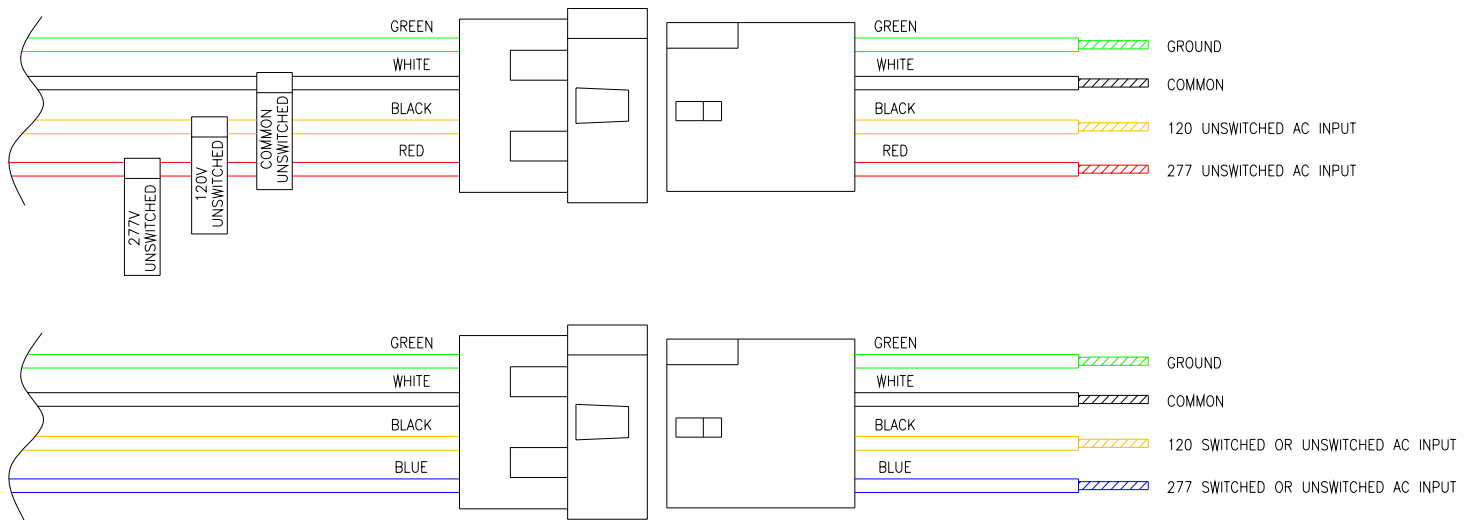 GREEN
GREEN
GROUND
WHITE
WHITE
COMMON
BLACK
BLACK
120 UNSWITCHED AC INPUT
RED
RED
277 UNSWITCHED AC INPUT
COMMON
UNSWITCHED
120V
UNSWITCHED
277V
UNSWITCHED
GREEN
GREEN
GROUND
WHITE
WHITE
COMMON
BLACK
BLACK
120 SWITCHED OR UNSWITCHED AC INPUT
BLUE
BLUE
277 SWITCHED OR UNSWITCHED AC INPUT